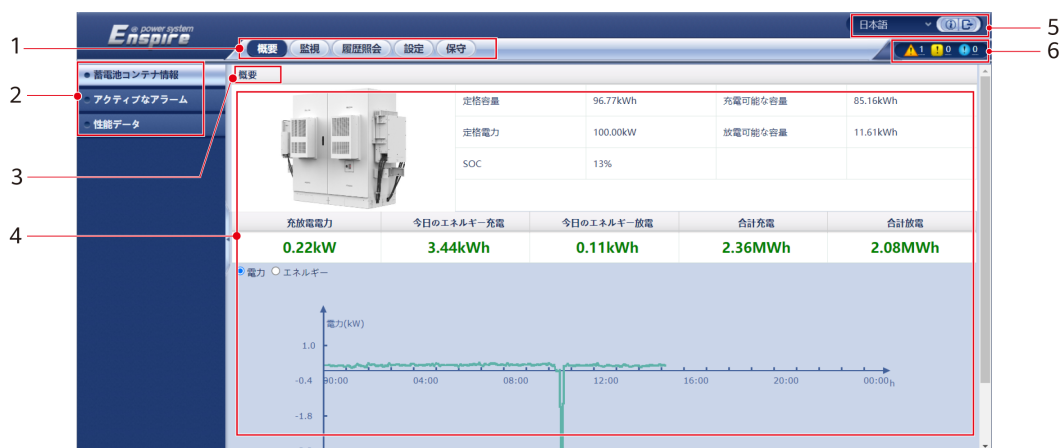 e power system
Enspire
日本語
5
1
概要 監視 履歴照会 設定 保守
1 0 0
6
蓄電池コンテナ情報
概要
2
アクティブなアラーム
定格容量 96.77kWh 充電可能な容量 85.16kWh
性能データ
定格電力 100.00kW 放電可能な容量 11.61kWh
SOC 13%
3
充放電電力 今日のエネルギー充電 今日のエネルギー放電 合計充電 合計放電
4
0.22kW 3.44kWh 0.11kWh 2.36MWh 2.08MWh
電力 エネルギー
電力(kW)
1.0
-0.4 00:00 04:00 08:00 12:00 16:00 20:00 00:00 h
-1.8